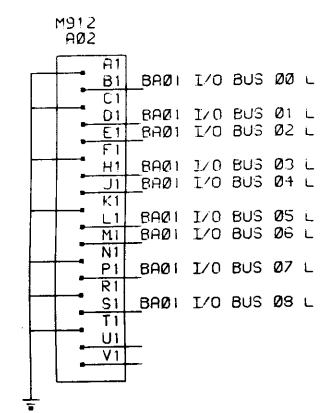 M912
A02
A1
B1 BA01 I/O BUS 00 L
C1
D1 BA01 I/O BUS 01 L
E1 BA01 I/O BUS 02 L
F1
H1 BA01 I/O BUS 03 L
J1 BA01 I/O BUS 04 L
K1
L1 BA01 I/O BUS 05 L
M1 BA01 I/O BUS 06 L
N1
P1 BA01 I/O BUS 07 L
R1
S1 BA01 I/O BUS 08 L
T1
U1
V1